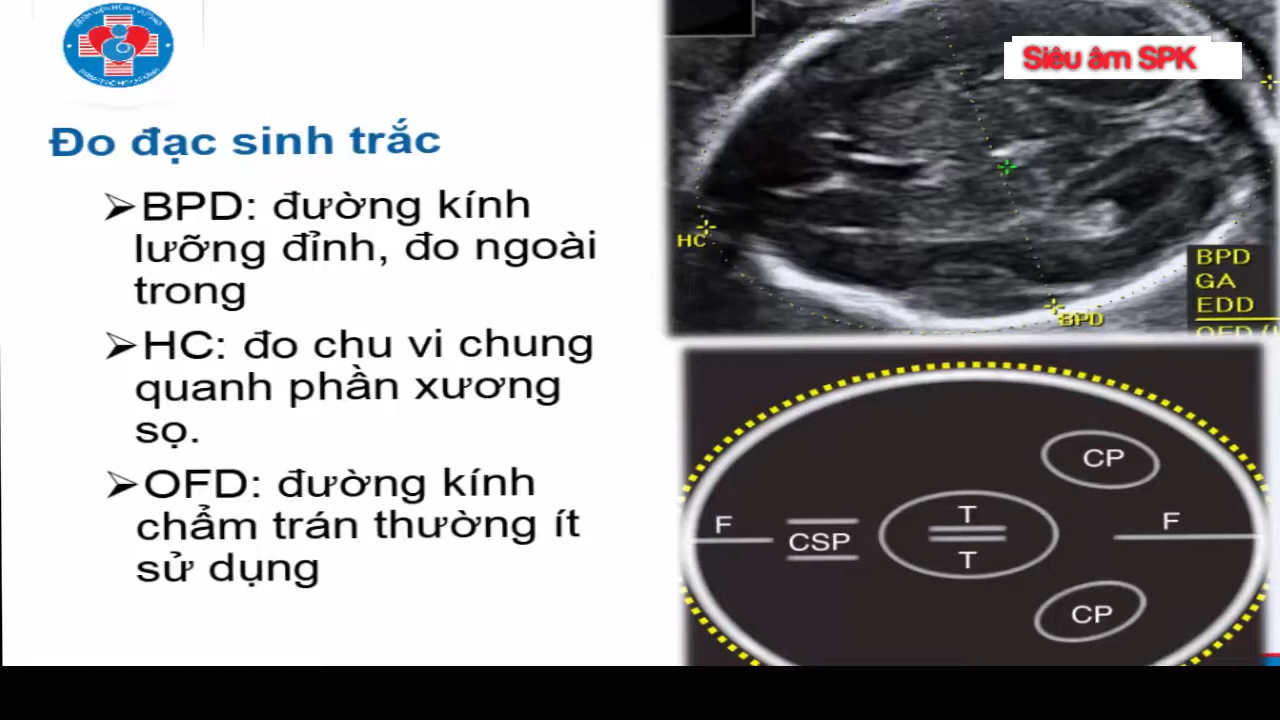 Siêu âm SPK
Đo đạc sinh trắc
➢BPD: đường kính
lưỡng đỉnh, đo ngoài
trong
➢HC: đo chu vi chung
quanh phần xương
sọ.
➢OFD: đường kính
chẩm trán thường ít
sử dụng
HC
BPD
BPD
GA
EDD
CP
F
CSP
T
T
F
CP